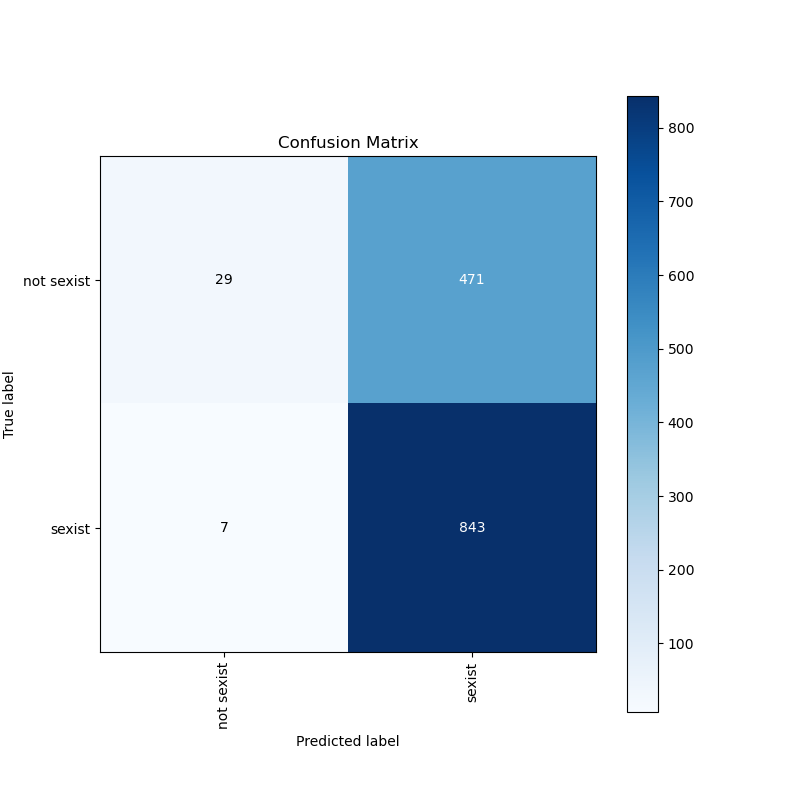 Confusion Matrix
True label
not sexist
sexist
29
471
7
843
not sexist
sexist
Predicted label
800
700
600
500
400
300
200
100